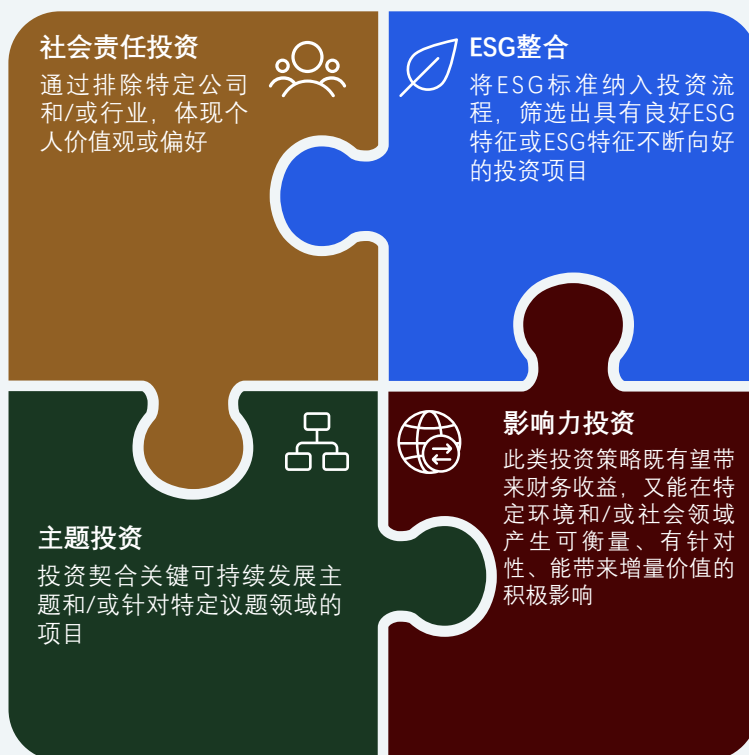 社会责任投资
通过排除特定公司
和/或行业，体现个
人价值观或偏好
ESG整合
将ESG标准纳入投资流
程，筛选出具有良好ESG
特征或ESG特征不断向好
的投资项目
主题投资
投资契合关键可持续发展主
题和/或针对特定议题领域的
项目
影响力投资
此类投资策略既有望带
来财务收益，又能在特
定环境和/或社会领域
产生可衡量、有针对
性、能带来增量价值的
积极影响